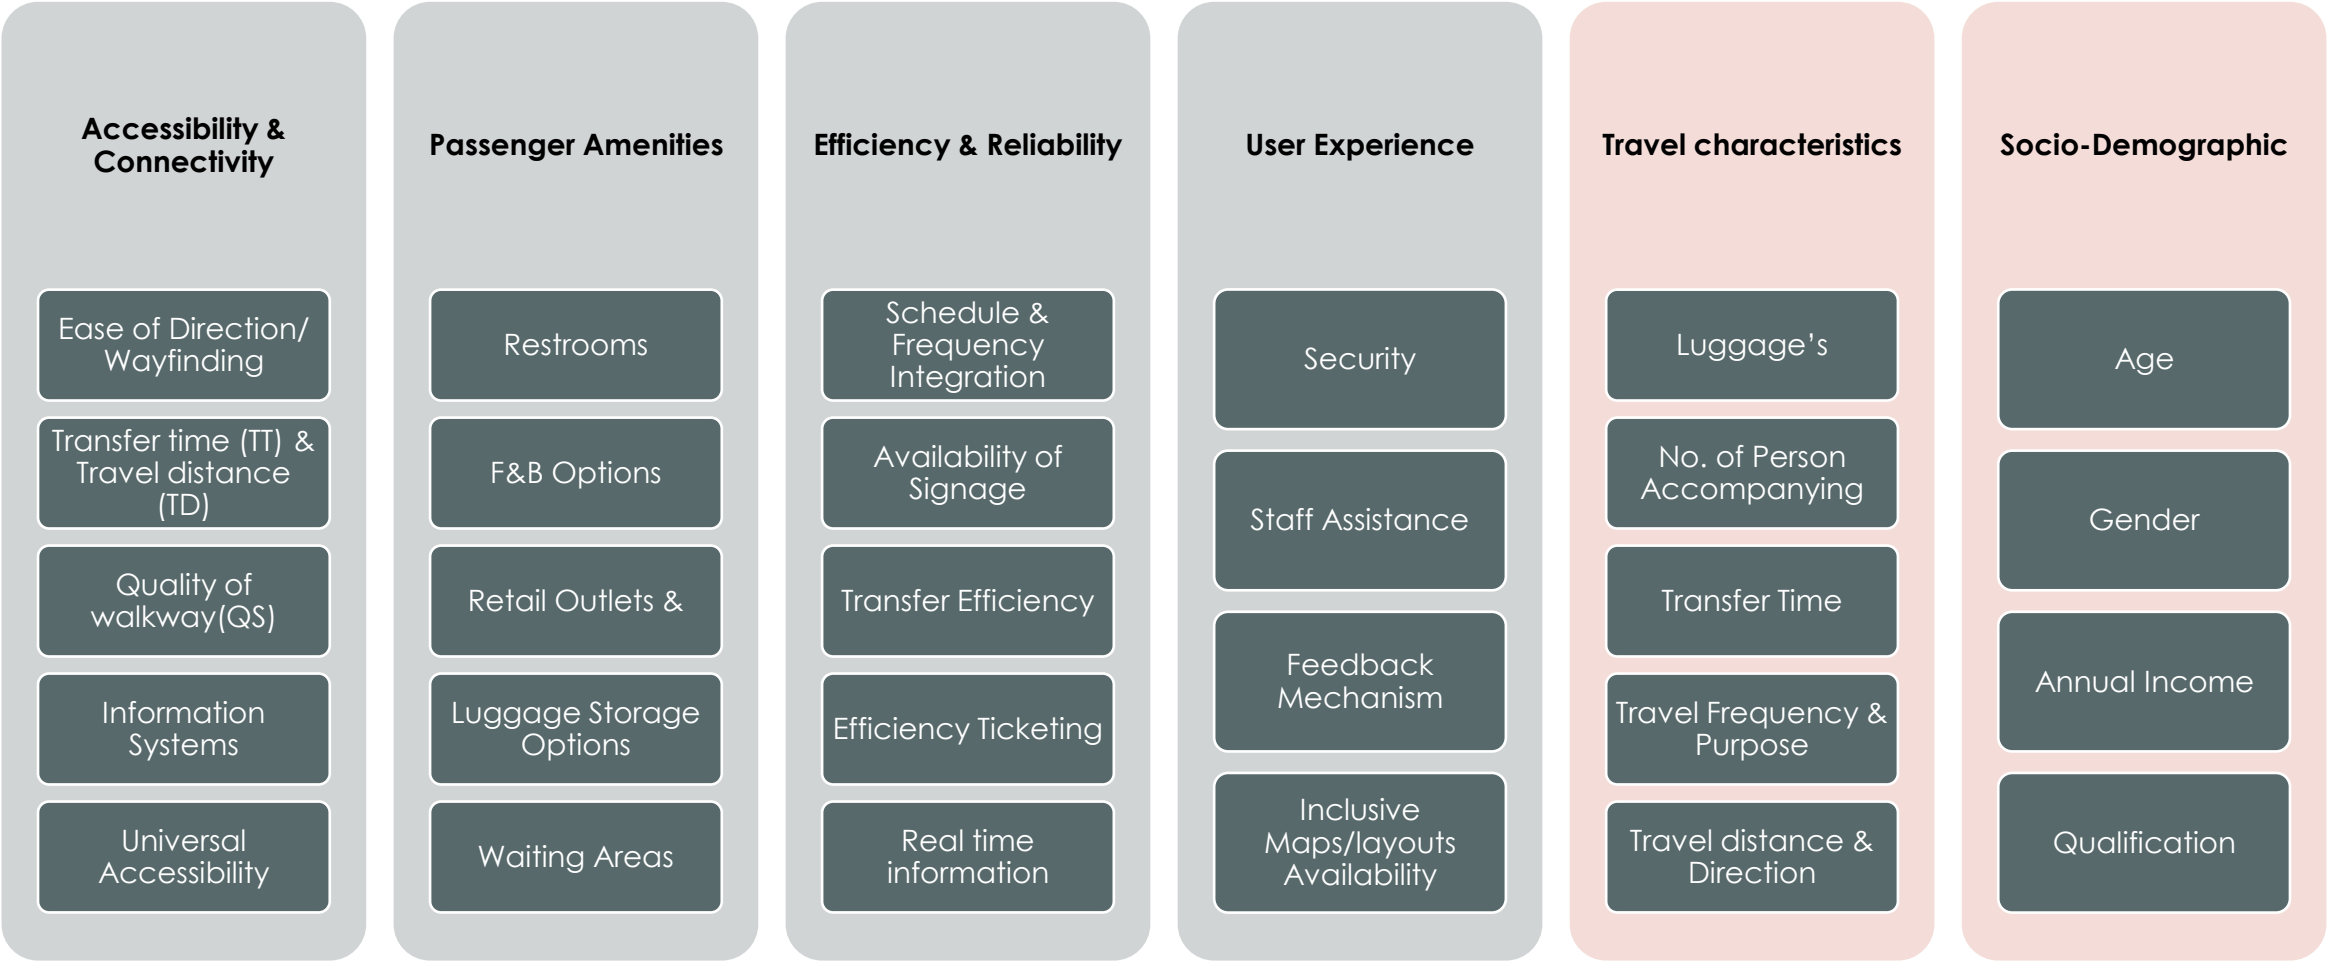 Accessibility &
Connectivity
Ease of Direction/
Wayfinding
Transfer time (TT) &
Travel distance
(TD)
Quality of
walkway(QS)
Information
Systems
Universal
Accessibility
Passenger Amenities
Restrooms
F&B Options
Retail Outlets &
Luggage Storage
Options
Waiting Areas
Efficiency & Reliability
Schedule &
Frequency
Integration
Availability of
Signage
Transfer Efficiency
Efficiency Ticketing
Real time
information
User Experience
Security
Staff Assistance
Feedback
Mechanism
Inclusive
Maps/layouts
Availability
Travel characteristics
Luggage’s
No. of Person
Accompanying
Transfer Time
Travel Frequency &
Purpose
Travel distance &
Direction
Socio-Demographic
Age
Gender
Annual Income
Qualification